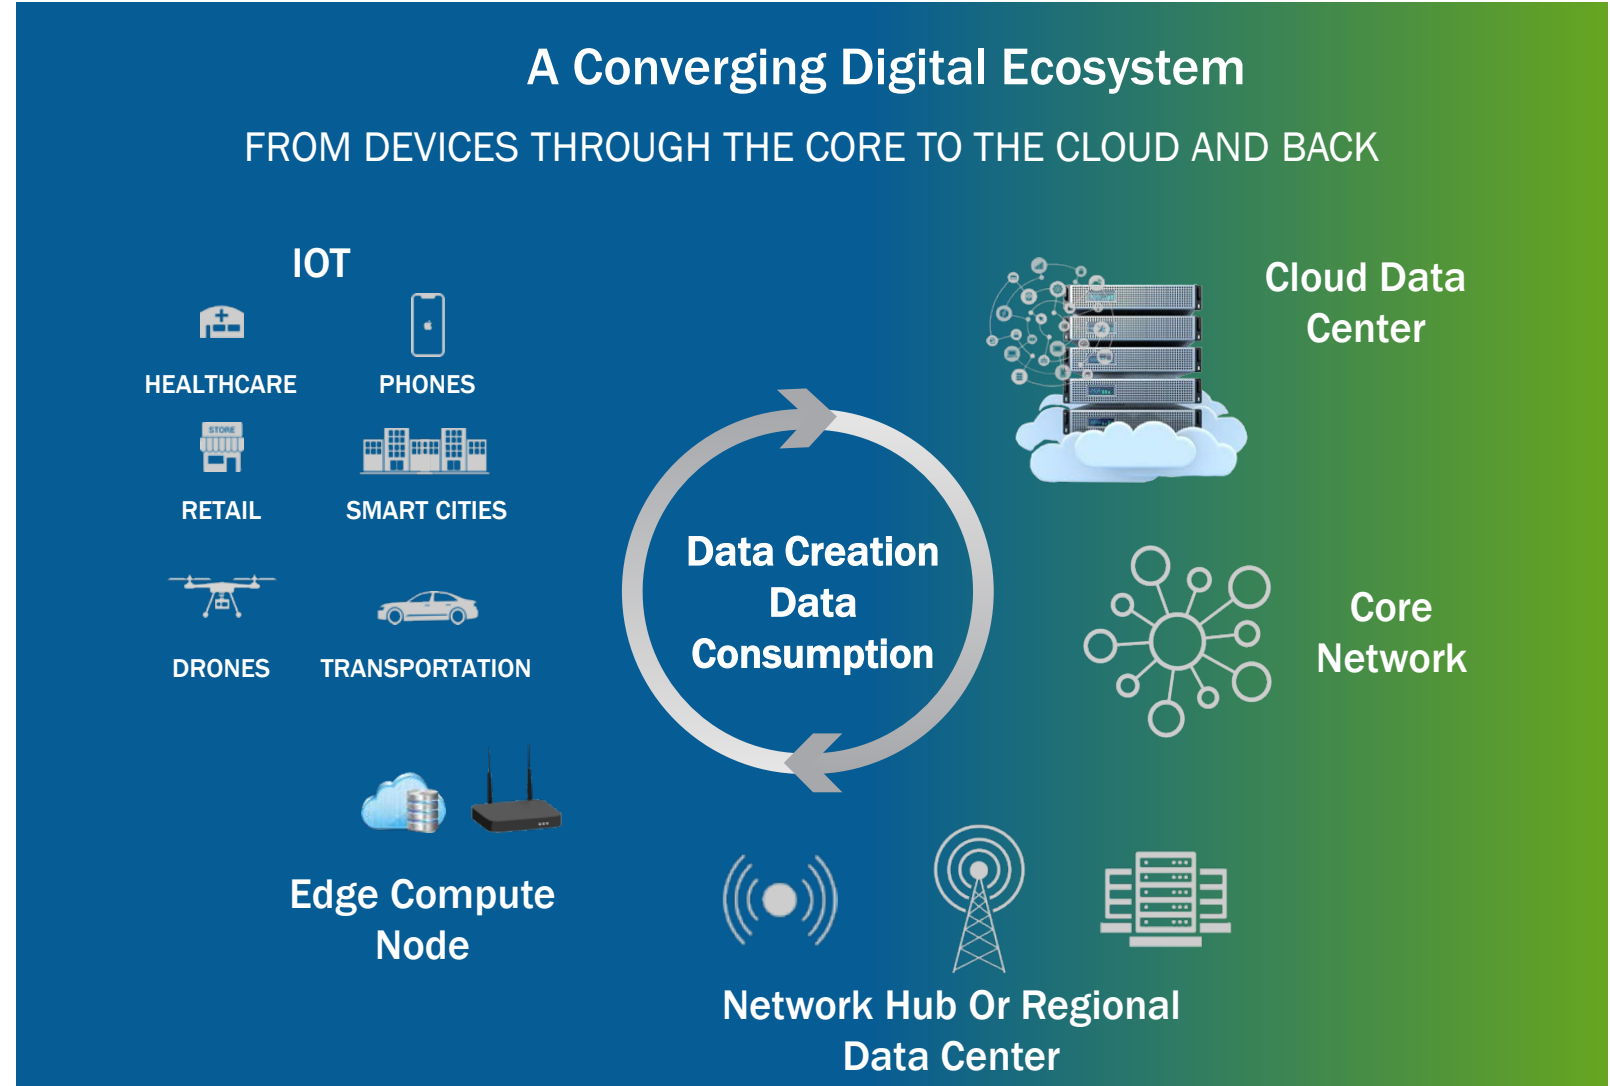 A Converging Digital Ecosystem
FROM DEVICES THROUGH THE CORE TO THE CLOUD AND BACK
IOT
HEALTHCARE
PHONES
STORE
RETAIL
SMART CITIES
DRONES
TRANSPORTATION
Edge Compute
Node
Data Creation
Data
Consumption
Cloud Data
Center
Core
Network
Network Hub Or Regional
Data Center